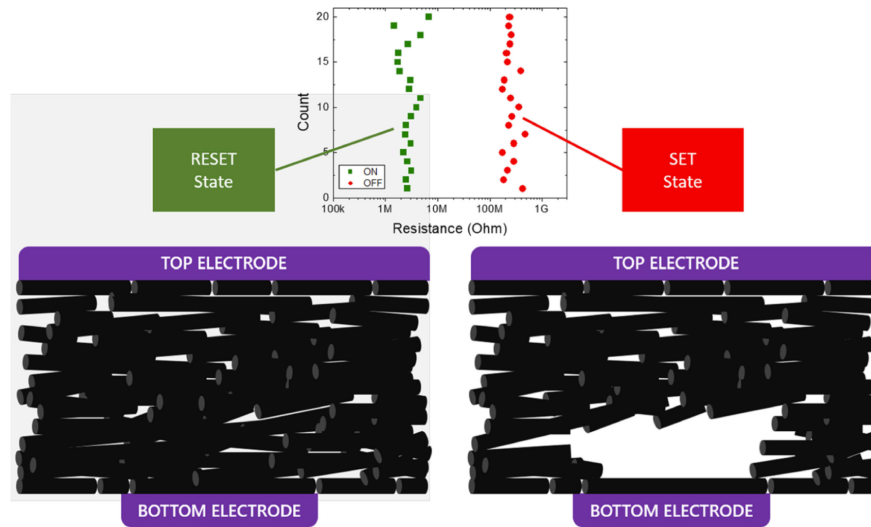 20
15
10
5
0
Count
ON
OFF
100k 1M 10M 100M 1G
Resistance (Ohm)
RESET
State
SET
State
TOP ELECTRODE
TOP ELECTRODE
BOTTOM ELECTRODE
BOTTOM ELECTRODE